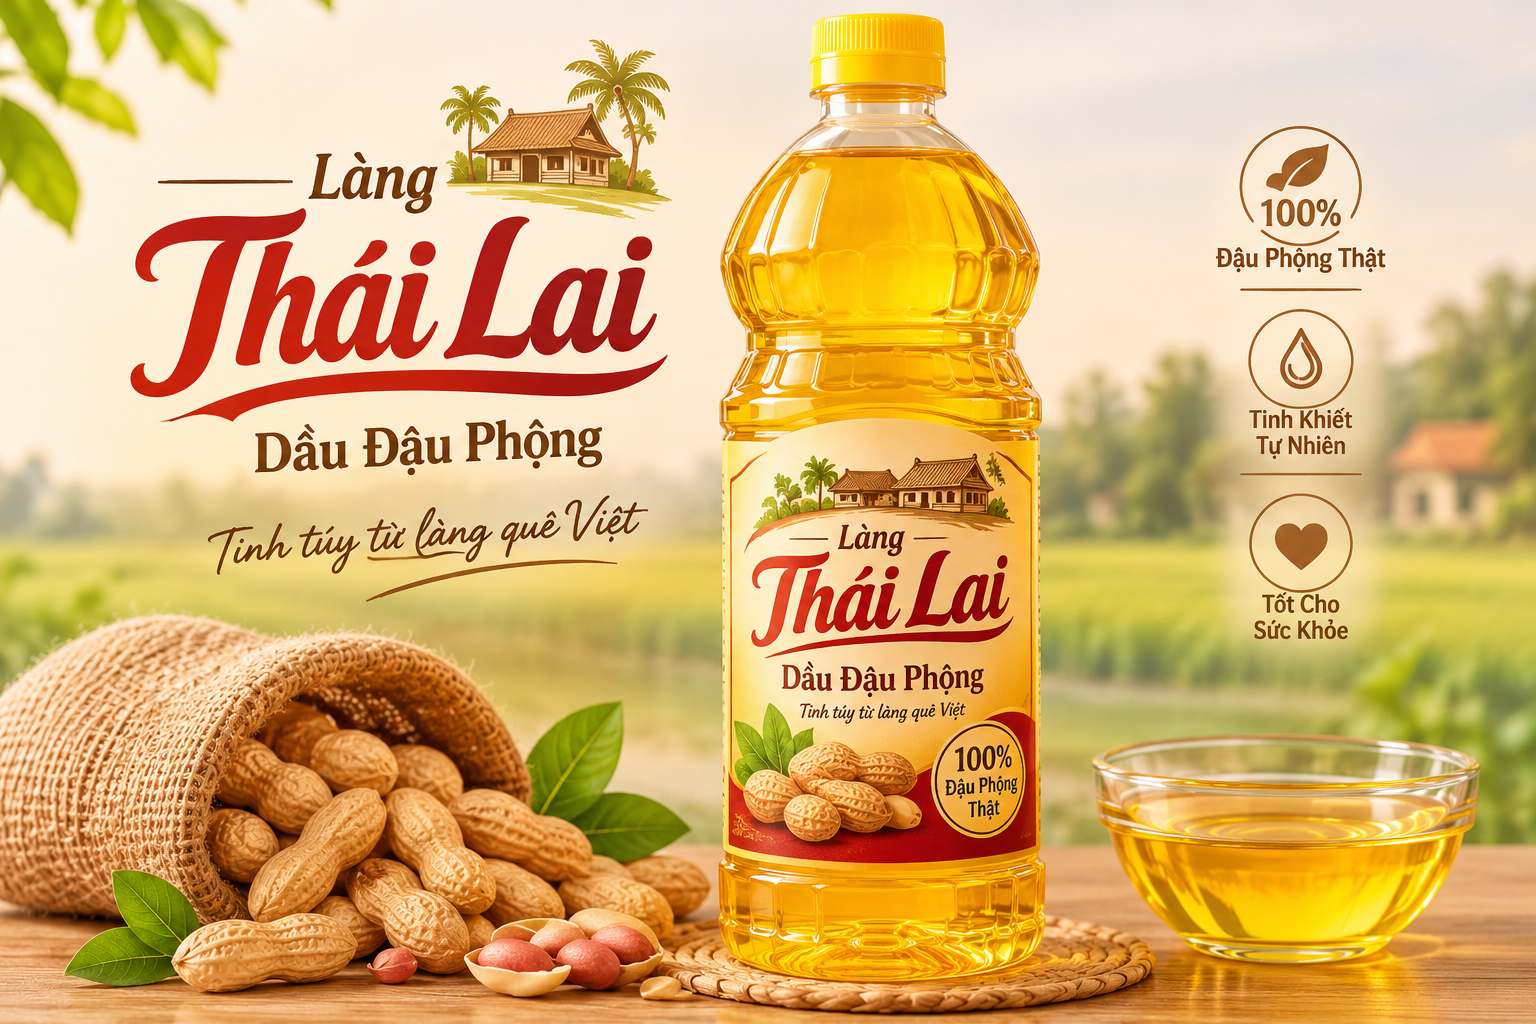 Làng
Thái Lai
Dầu Đậu Phộng
Tinh túy từ làng quê Việt
Làng
Thái Lai
Dầu Đậu Phộng
Tinh túy từ làng quê Việt
100%
Đậu Phộng
Thật
100%
Đậu Phộng Thật
Tinh Khiết
Tự Nhiên
Tốt Cho
Sức Khỏe